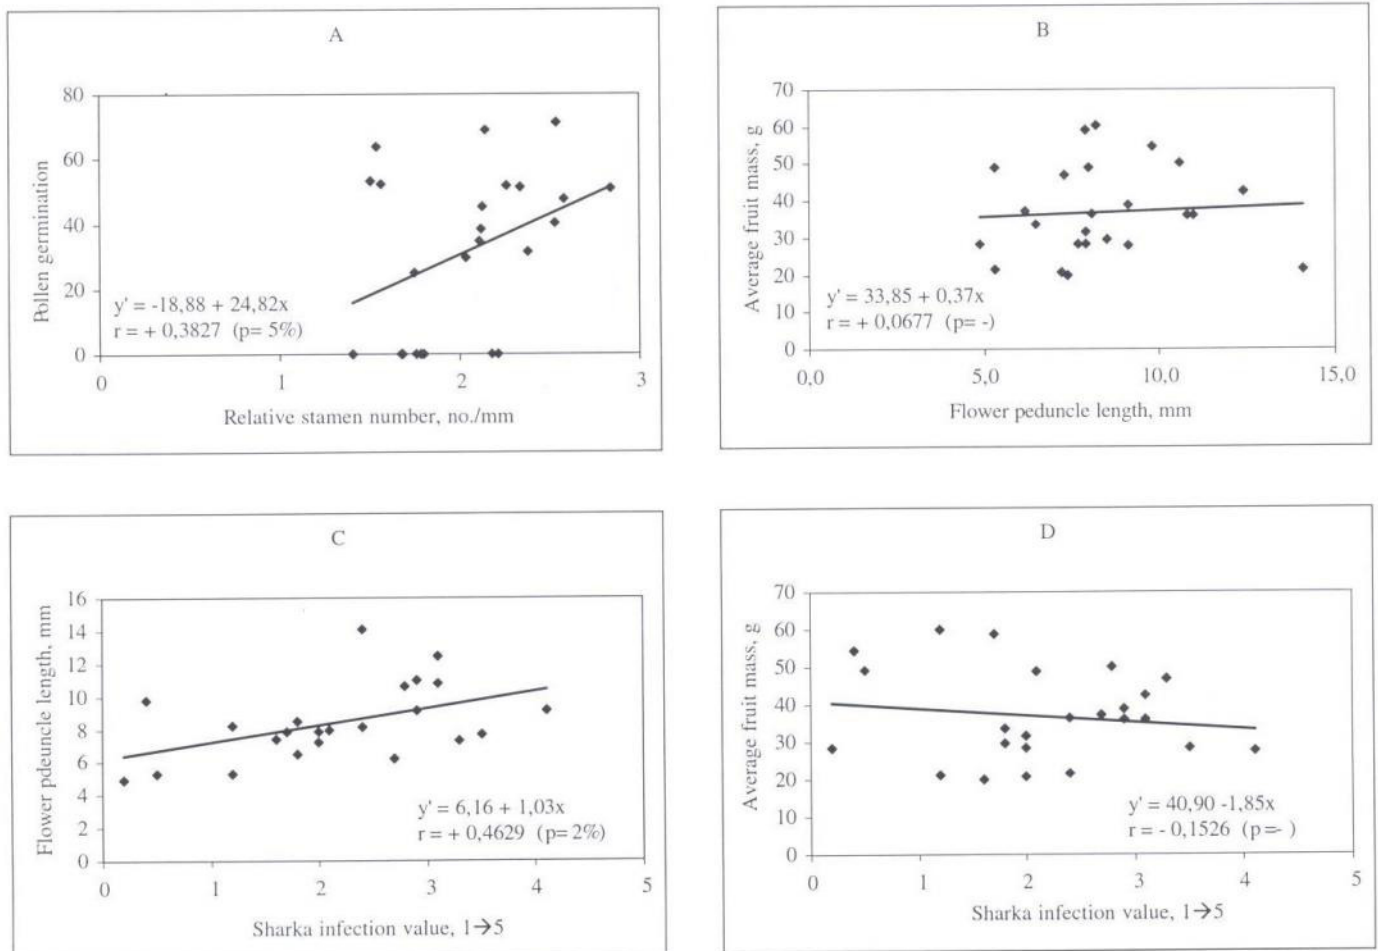 A
80
60
40
20
0
Pollen germination
y' = -18,88 + 24,82x
r = + 0,3827 (p= 5%)
0 1 2 3
Relative stamen number, no./mm
B
70
60
50
40
30
20
10
0
Average fruit mass, g
y' = 33,85 + 0,37x
r = + 0,0677 (p= -)
0,0 5,0 10,0 15,0
Flower peduncle length, mm
C
16
14
12
10
8
6
4
2
0
Flower pdeuncle length, mm
y' = 6,16 + 1,03x
r = + 0,4629 (p= 2%)
0 1 2 3 4 5
Sharka infection value, 1→5
D
70
60
50
40
30
20
10
0
Average fruit mass, g
y' = 40,90 -1,85x
r = - 0,1526 (p=- )
0 1 2 3 4 5
Sharka infection value, 1→5